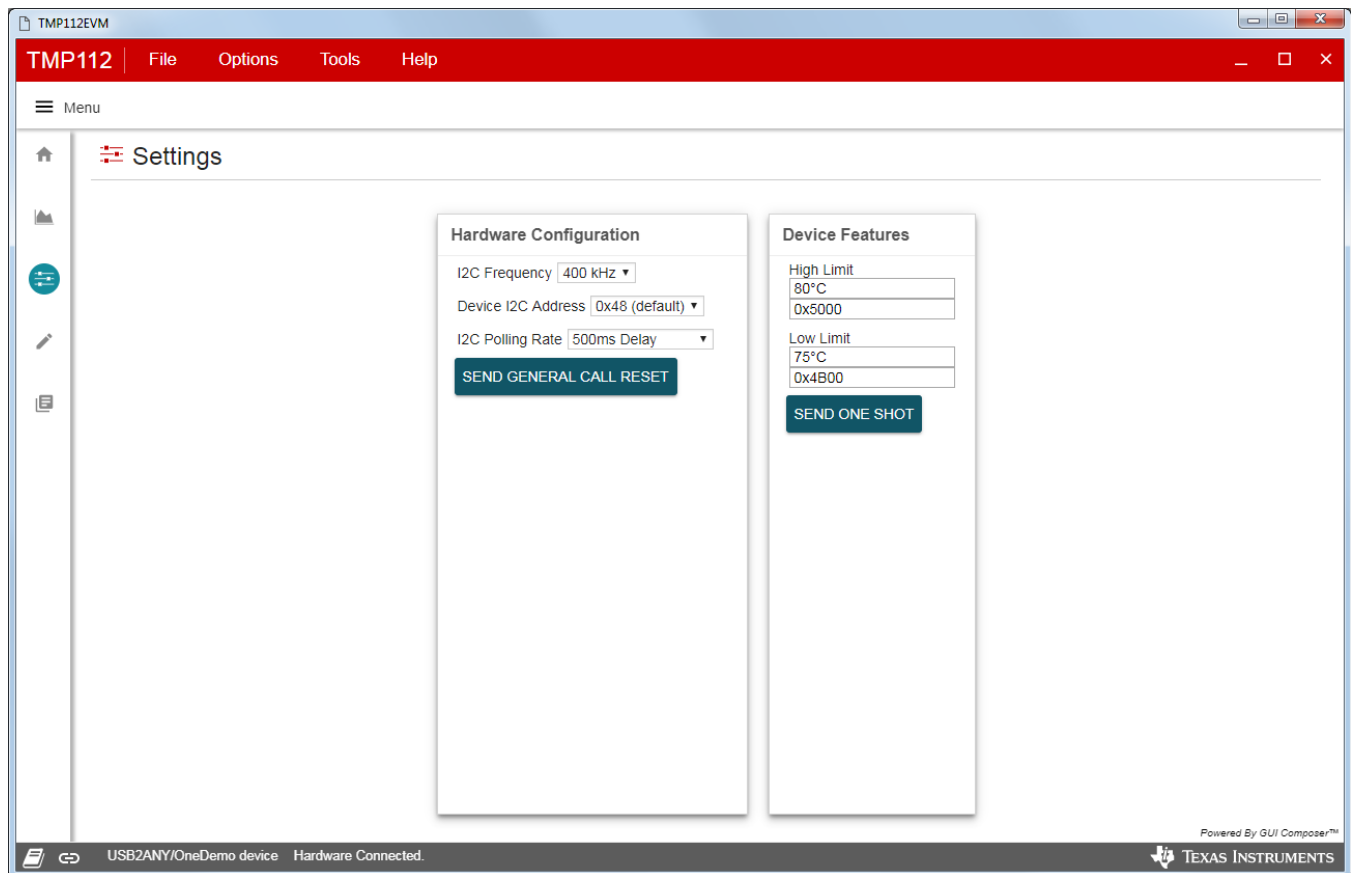 TMP112EVM
TMP112 File Options Tools Help
Menu
Settings
Hardware Configuration
I2C Frequency 400 kHz
Device I2C Address 0x48 (default)
I2C Polling Rate 500ms Delay
SEND GENERAL CALL RESET
Device Features
High Limit
80°C
0x5000
Low Limit
75°C
0x4B00
SEND ONE SHOT
Powered By GUI Composer™
USB2ANY/OneDemo device Hardware Connected.
TEXAS INSTRUMENTS